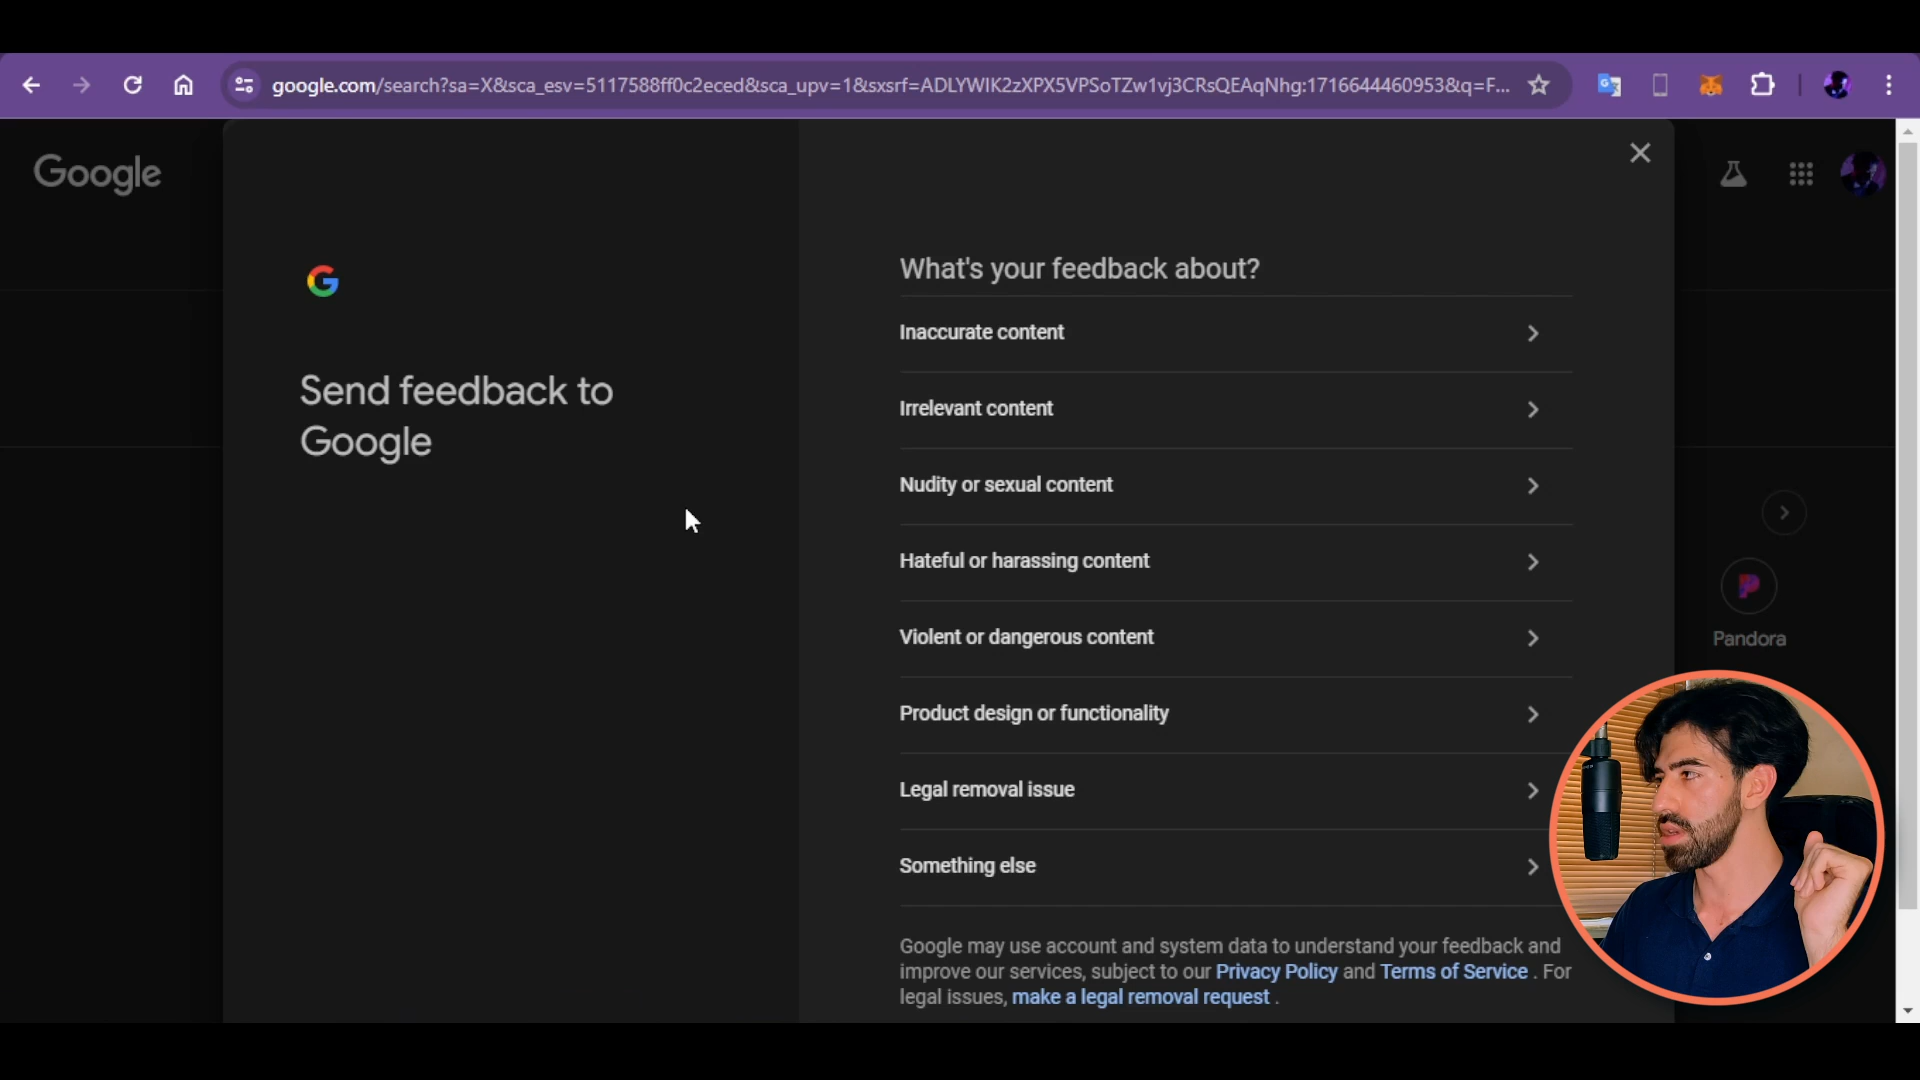 google.com/search?sa=X&sca_esv=5117588ff0c2eced&sca_upv=1&sxsrf=ADLYWIK2zXPX5VPSoTZw1vj3CRsQEAqNhg:1716644460953&q=F...
Google
What's your feedback about?
Inaccurate content
Send feedback to
Google
Irrelevant content
Nudity or sexual content
Hateful or harassing content
Violent or dangerous content
Pandora
Product design or functionality
Legal removal issue
Something else
Google may use account and system data to understand your feedback and
improve our services, subject to our Privacy Policy and Terms of Service . For
legal issues, make a legal removal request .